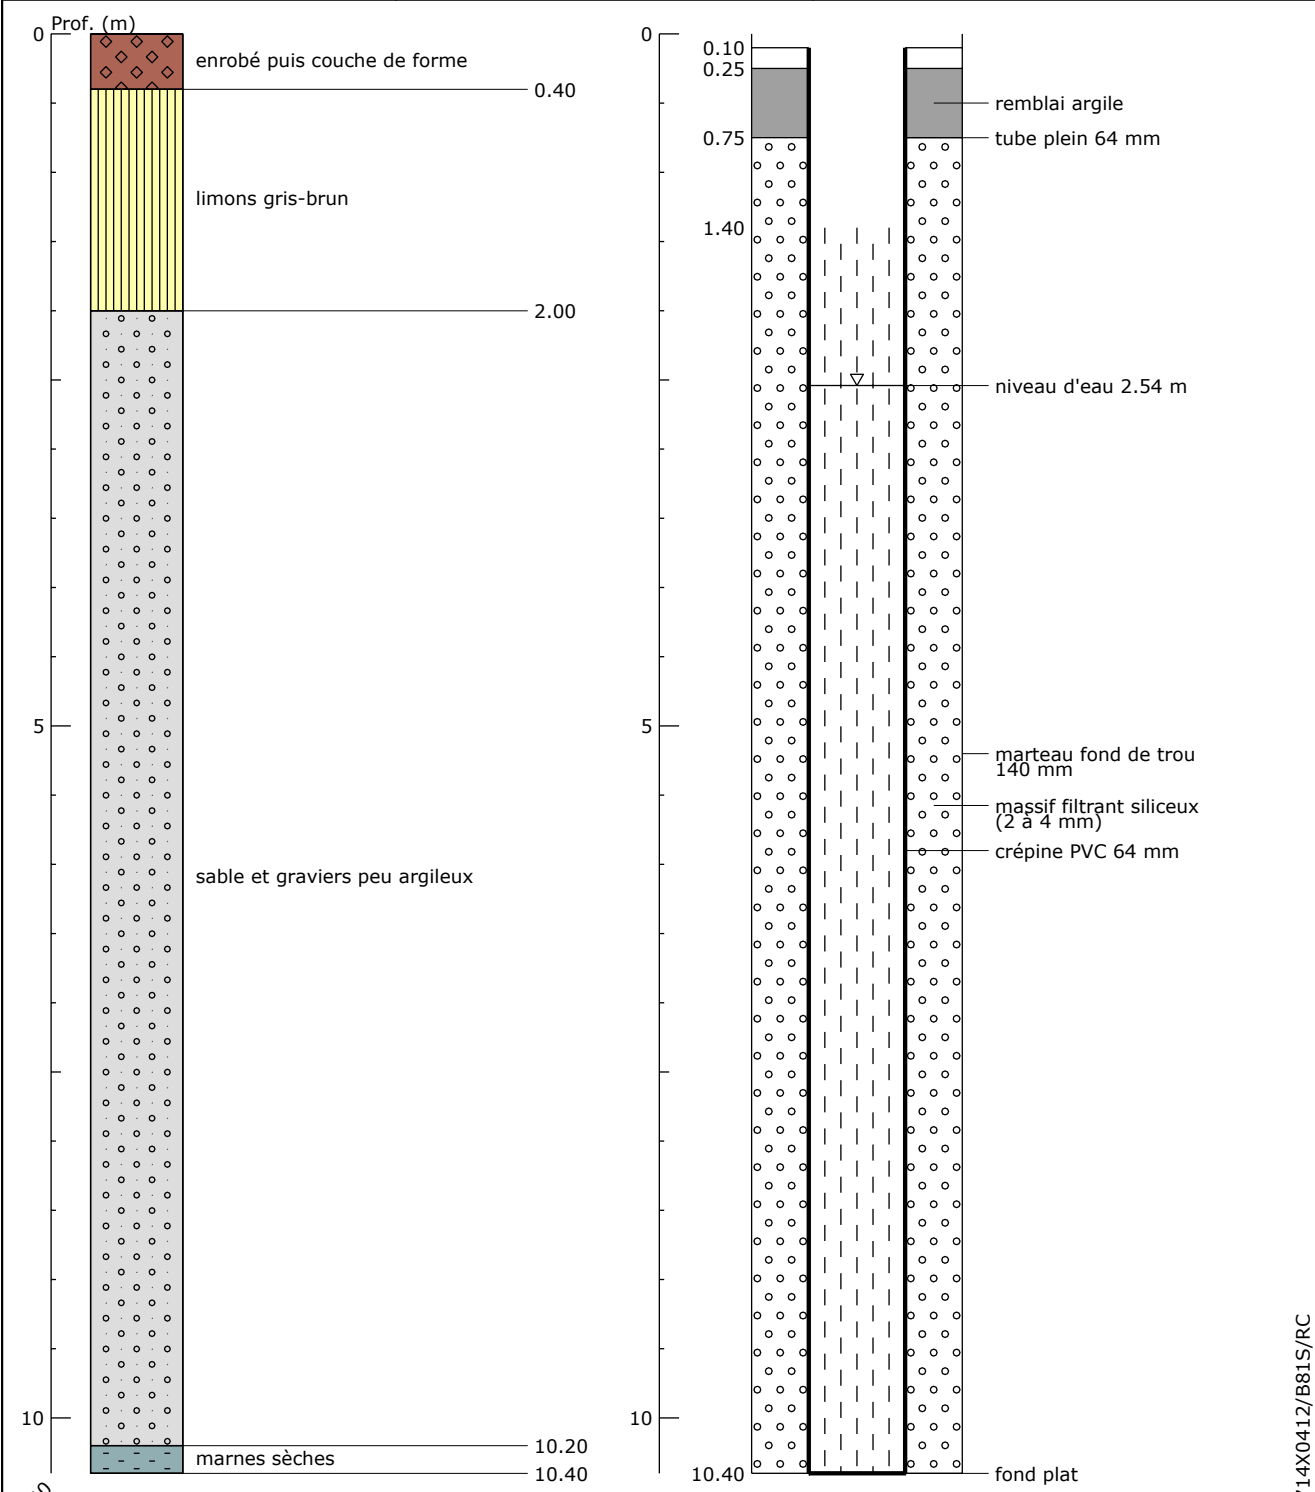 Prof. (m)
0
enrobé puis couche de forme
0.40
limons gris-brun
2.00
5
sable et graviers peu argileux
10
10.20
marnes sèches
10.40
0
0.10
0.25
remblai argile
0.75
tube plein 64 mm
1.40
niveau d'eau 2.54 m
5
marteau fond de trou
140 mm
massif filtrant siliceux
(2 à 4 mm)
crépine PVC 64 mm
10
10.40
fond plat
714X0412/B81S/RC